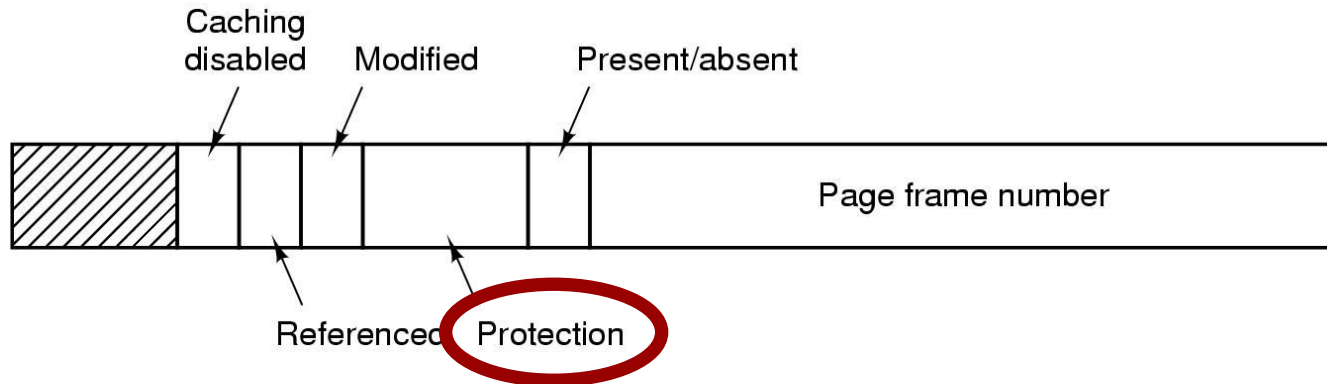 Caching
disabled
Modified
Present/absent
Page frame number
Referenced
Protection